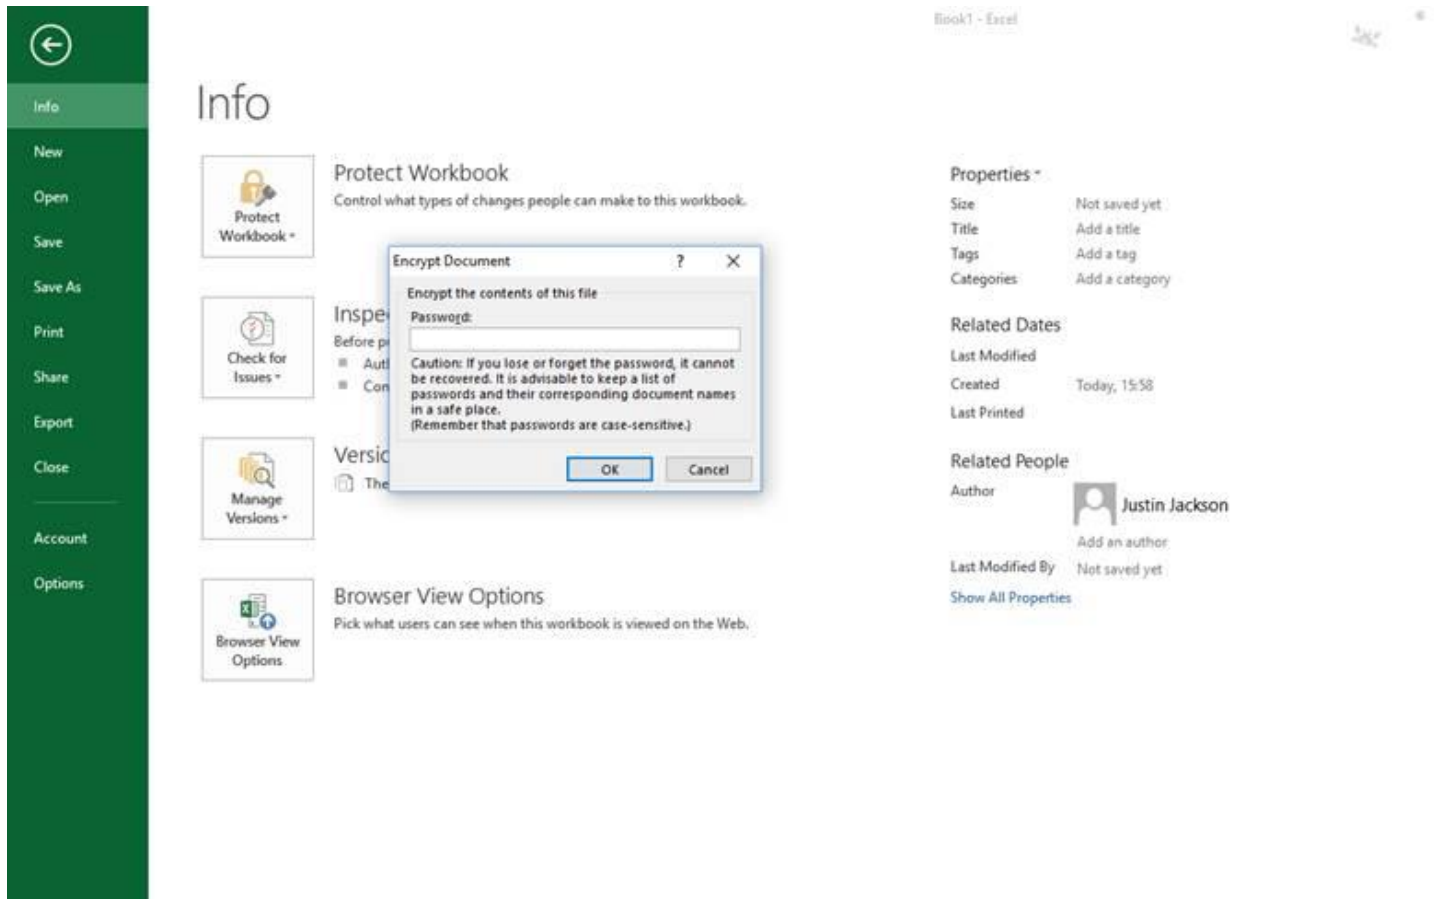 Book1 - Excel
Info
New
Open
Save
Save As
Print
Share
Export
Close
Account
Options
Info
Protect Workbook
Protect Workbook
Control what types of changes people can make to this workbook.
Encrypt Document
?
Encrypt the contents of this file
Password:
Caution: If you lose or forget the password, it cannot
be recovered. It is advisable to keep a list of
passwords and their corresponding document names
in a safe place.
(Remember that passwords are case-sensitive.)
OK Cancel
Check for
Issues
Inspe
Before p
Aut
Con
Manage
Versions
Versic
The
Browser View
Options
Browser View Options
Pick what users can see when this workbook is viewed on the Web.
Properties
Size Not saved yet
Title Add a title
Tags Add a tag
Categories Add a category
Related Dates
Last Modified
Created Today, 15:58
Last Printed
Related People
Author Justin Jackson
Add an author
Last Modified By Not saved yet
Show All Properties